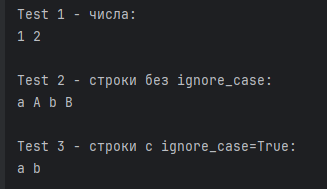 Test 1 - числа:
1 2
Test 2 - строки без ignore_case:
a A b B
Test 3 - строки с ignore_case=True:
a b